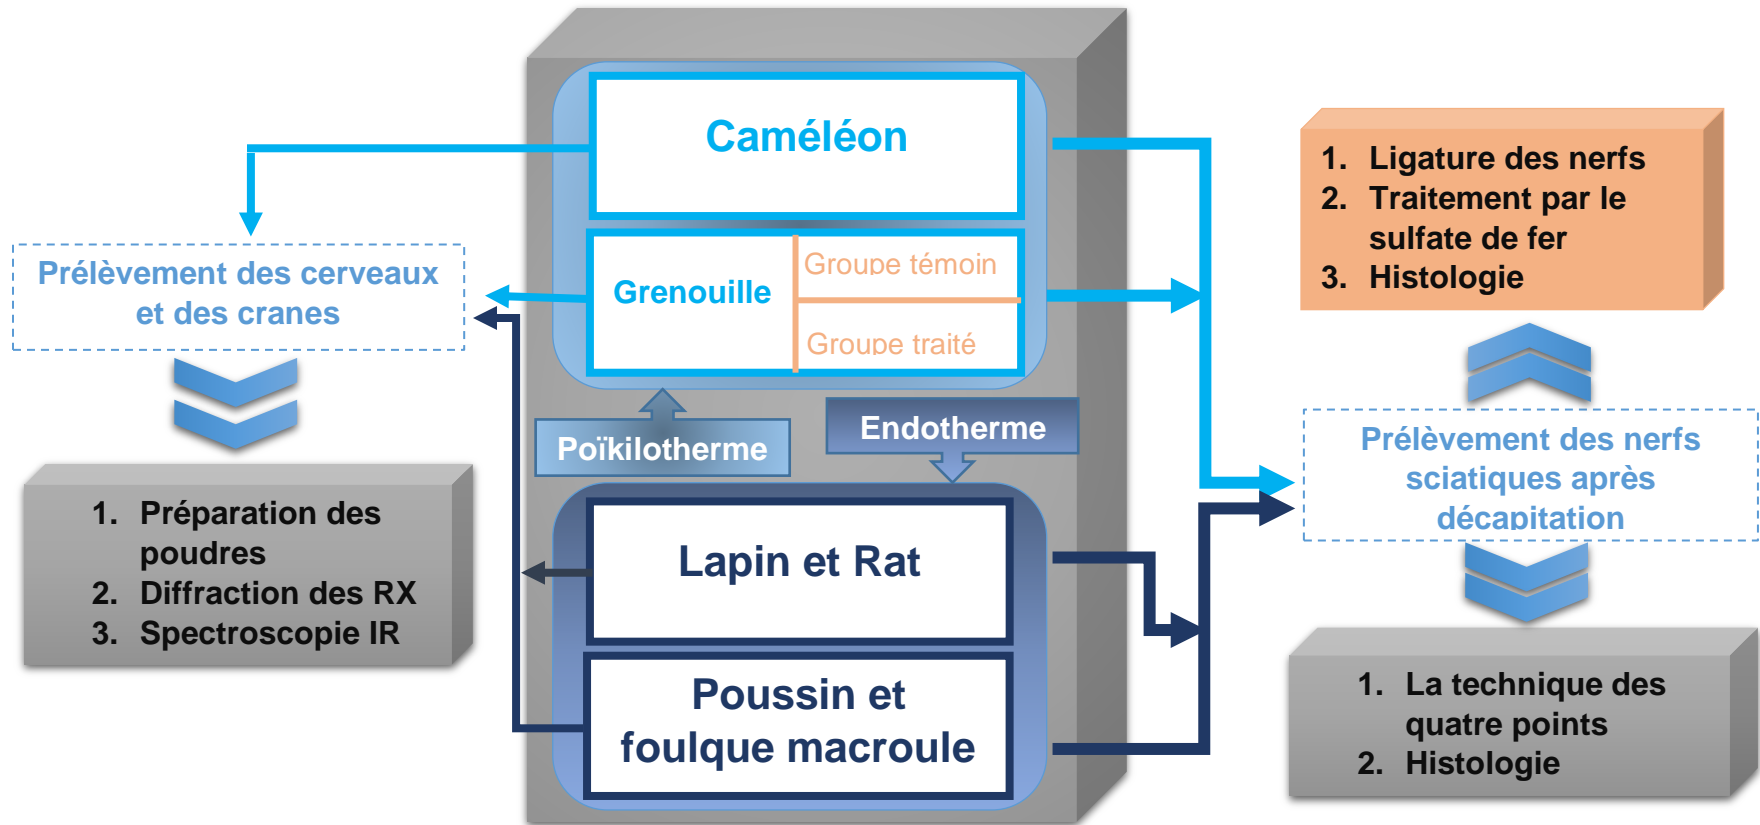 Caméléon
Grenouille
Groupe témoin
Groupe traité
Poïkilotherme
Endotherme
Lapin et Rat
Poussin et
foulque macroule
Prélèvement des cerveaux
et des cranes
1. Préparation des
poudres
2. Diffraction des RX
3. Spectroscopie IR
1. Ligature des nerfs
2. Traitement par le
sulfate de fer
3. Histologie
Prélèvement des nerfs
sciatiques après
décapitation
1. La technique des
quatre points
2. Histologie